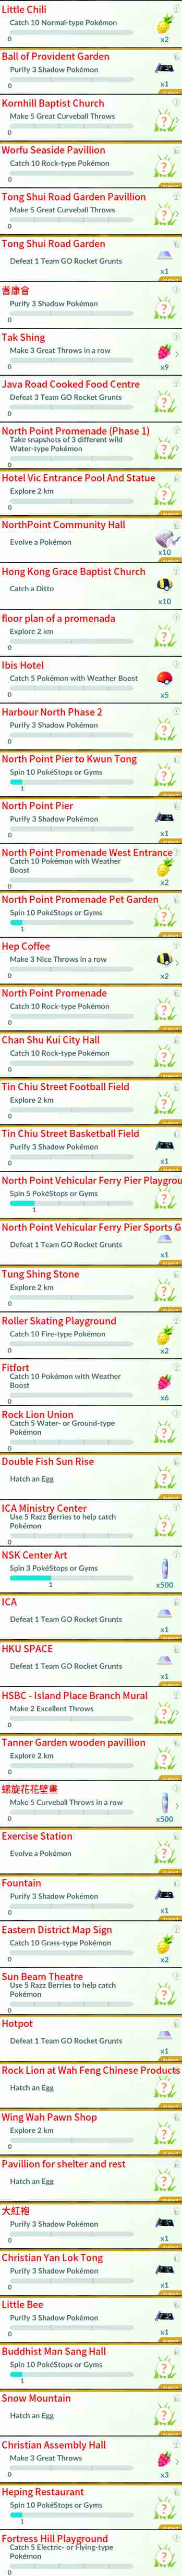 Little Chili
Catch 10 Normal-type Pokémon
0
x2
Ball of Provident Garden
Purify 3 Shadow Pokémon
0
x1
Kornhill Baptist Church
Make 5 Great Curveball Throws
0
Worfu Seaside Pavillion
Catch 10 Rock-type Pokémon
0
Tong Shui Road Garden Pavillion
Make 5 Great Curveball Throws
0
Tong Shui Road Garden
Defeat 1 Team GO Rocket Grunts
x1
耆康會
Purify 3 Shadow Pokémon
0
Tak Shing
Make 3 Great Throws in a row
0
x9
Java Road Cooked Food Centre
Defeat 3 Team GO Rocket Grunts
0
North Point Promenade (Phase 1)
Take snapshots of 3 different wild
Water-type Pokémon
0
Hotel Vic Entrance Pool And Statue
Explore 2 km
0
NorthPoint Community Hall
Evolve a Pokémon
x10
Hong Kong Grace Baptist Church
Catch a Ditto
x10
floor plan of a promenada
Explore 2 km
0
Ibis Hotel
Catch 5 Pokémon with Weather Boost
0
x5
Harbour North Phase 2
Purify 3 Shadow Pokémon
0
North Point Pier to Kwun Tong
Spin 10 PokéStops or Gyms
1
North Point Pier
Purify 3 Shadow Pokémon
0
x1
North Point Promenade West Entrance
Catch 10 Pokémon with Weather
Boost
0
x2
North Point Promenade Pet Garden
Spin 10 PokéStops or Gyms
1
Hep Coffee
Make 3 Nice Throws in a row
0
x2
North Point Promenade
Catch 10 Rock-type Pokémon
0
Chan Shu Kui City Hall
Catch 10 Rock-type Pokémon
0
Tin Chiu Street Football Field
Explore 2 km
0
Tin Chiu Street Basketball Field
Purify 3 Shadow Pokémon
0
x1
North Point Vehicular Ferry Pier Playgrou
Spin 5 PokéStops or Gyms
1
North Point Vehicular Ferry Pier Sports G
Defeat 1 Team GO Rocket Grunts
x1
Tung Shing Stone
Explore 2 km
0
Roller Skating Playground
Catch 10 Fire-type Pokémon
0
x2
Fitfort
Catch 10 Pokémon with Weather
Boost
0
x6
Rock Lion Union
Catch 5 Water- or Ground-type
Pokémon
0
Double Fish Sun Rise
Hatch an Egg
ICA Ministry Center
Use 5 Razz Berries to help catch
Pokémon
0
NSK Center Art
Spin 3 PokéStops or Gyms
1
x500
ICA
Defeat 1 Team GO Rocket Grunts
x1
HKU SPACE
Defeat 1 Team GO Rocket Grunts
x1
HSBC - Island Place Branch Mural
Make 2 Excellent Throws
0
Tanner Garden wooden pavillion
Explore 2 km
0
螺旋花花壁畫
Make 5 Curveball Throws in a row
0
x500
Exercise Station
Evolve a Pokémon
Fountain
Purify 3 Shadow Pokémon
0
x1
Eastern District Map Sign
Catch 10 Grass-type Pokémon
0
x2
Sun Beam Theatre
Use 5 Razz Berries to help catch
Pokémon
0
Hotpot
Defeat 1 Team GO Rocket Grunts
x1
Rock Lion at Wah Feng Chinese Products
Hatch an Egg
Wing Wah Pawn Shop
Explore 2 km
0
Pavillion for shelter and rest
Hatch an Egg
大紅袍
Purify 3 Shadow Pokémon
0
x1
Christian Yan Lok Tong
Purify 3 Shadow Pokémon
0
x1
Little Bee
Purify 3 Shadow Pokémon
0
x1
Buddhist Man Sang Hall
Spin 10 PokéStops or Gyms
1
Snow Mountain
Hatch an Egg
Christian Assembly Hall
Make 3 Great Throws
0
x3
Heping Restaurant
Spin 10 PokéStops or Gyms
1
Fortress Hill Playground
Catch 5 Electric- or Flying-type
Pokémon
0